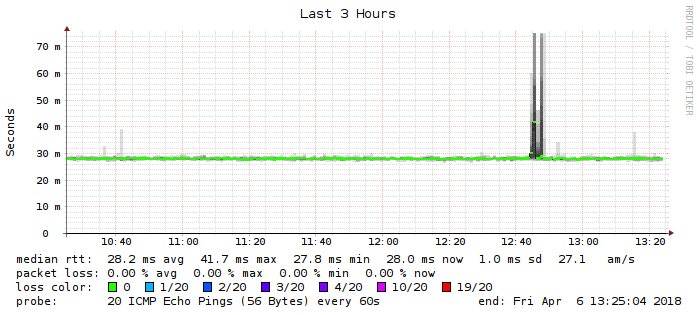 Last 3 Hours
RRDTOOL / TOBI OETIKER
Seconds
70 m
60 m
50 m
40 m
30 m
20 m
10 m
0
10:40 11:00 11:20 11:40 12:00 12:20 12:40 13:00 13:20
median rtt: 28.2 ms avg 41.7 ms max 27.8 ms min 28.0 ms now 1.0 ms sd 27.1 am/s
packet loss: 0.00 % avg 0.00 % max 0.00 % min 0.00 % now
loss color: 0 1/20 2/20 3/20 4/20 10/20 19/20
probe: 20 ICMP Echo Pings (56 Bytes) every 60s end: Fri Apr 6 13:25:04 2018